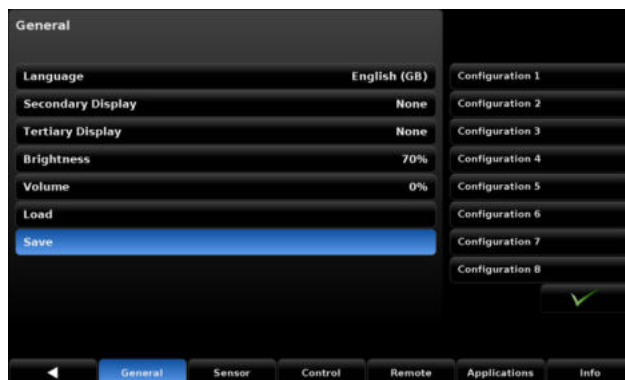 General
Language English (GB)
Secondary Display None
Tertiary Display None
Brightness 70%
Volume 0%
Load
Save
Configuration 1
Configuration 2
Configuration 3
Configuration 4
Configuration 5
Configuration 6
Configuration 7
Configuration 8
General Sensor Control Remote Applications Info